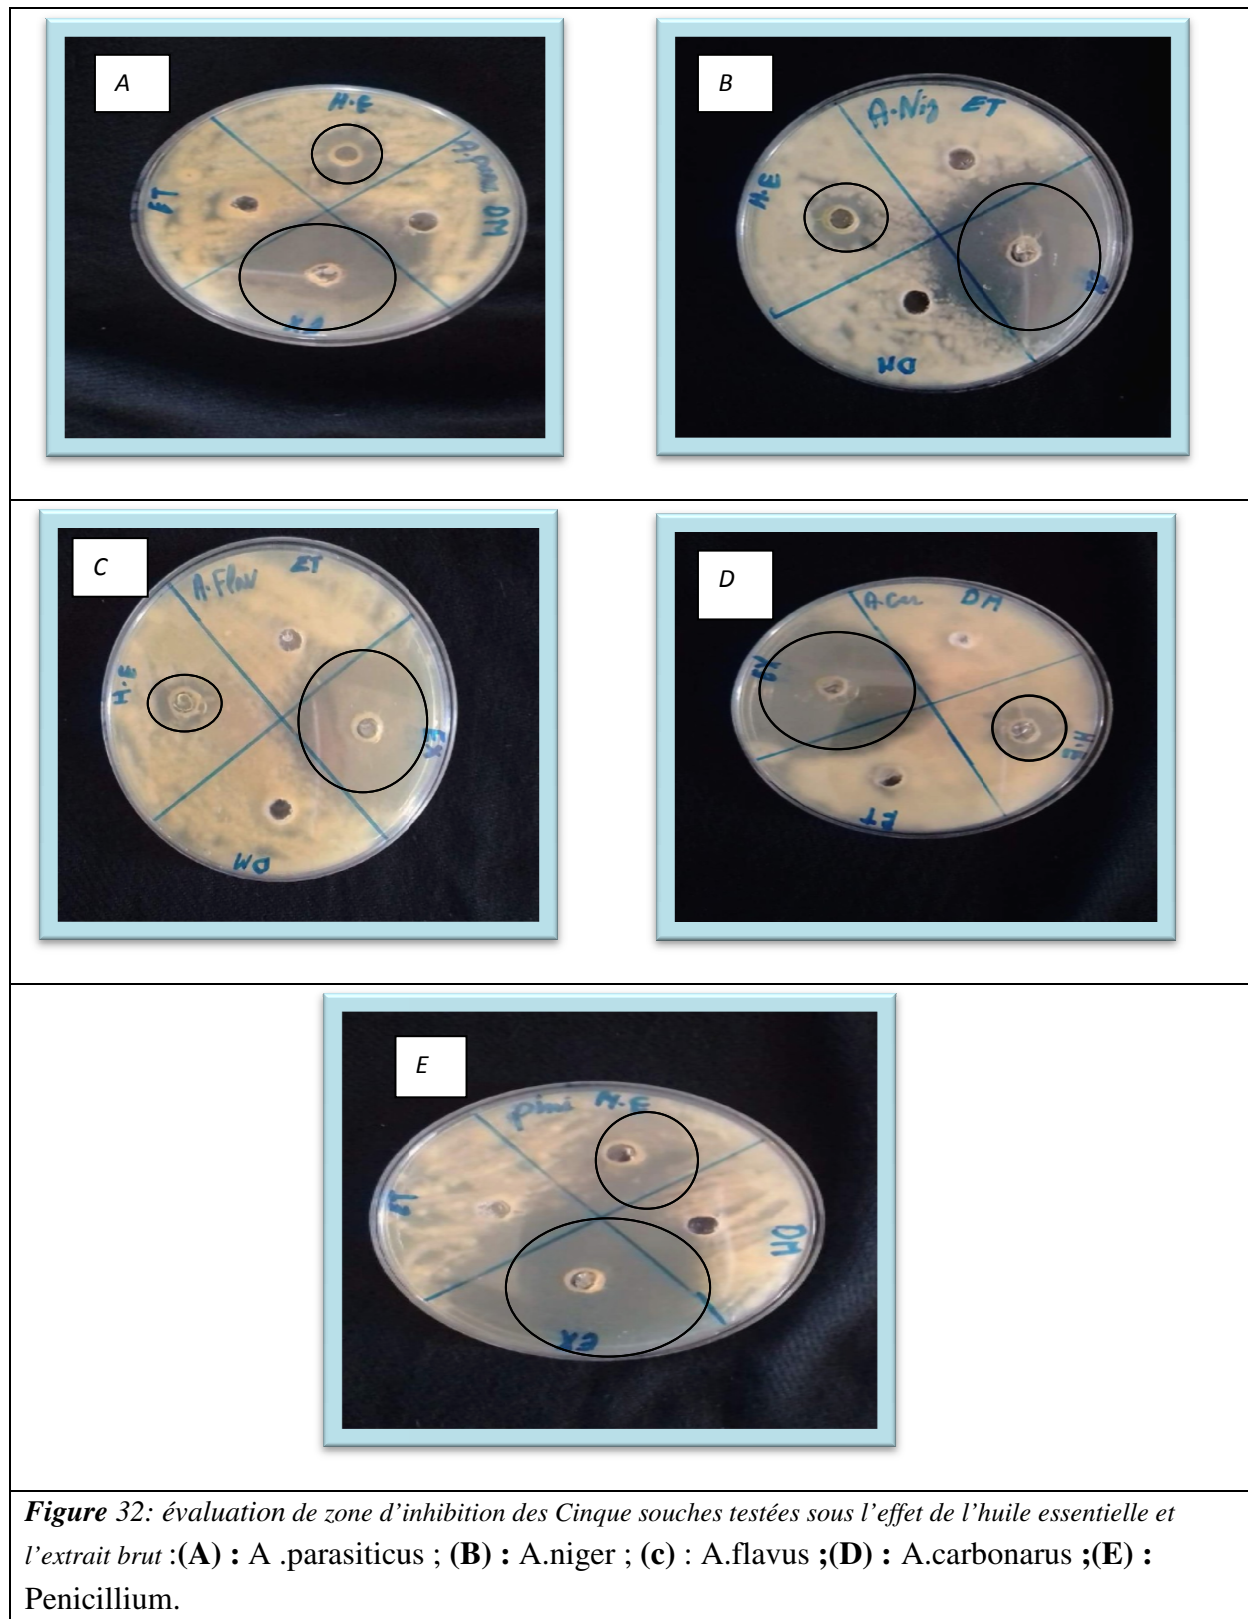 A
H.E
A.para
DM
ET
EX
B
A.Nig ET
H.E
DM
C
A.Flav ET
H.E
EX
DM
D
A.Car DM
EX
H.E
ET
E
H.E
ET
DM
EX
Figure 32: évaluation de zone d’inhibition des Cinque souches testées sous l’effet de l’huile essentielle et
l’extrait brut :(A) : A .parasiticus ; (B) : A.niger ; (c) : A.flavus ;(D) : A.carbonarus ;(E) :
Penicillium.